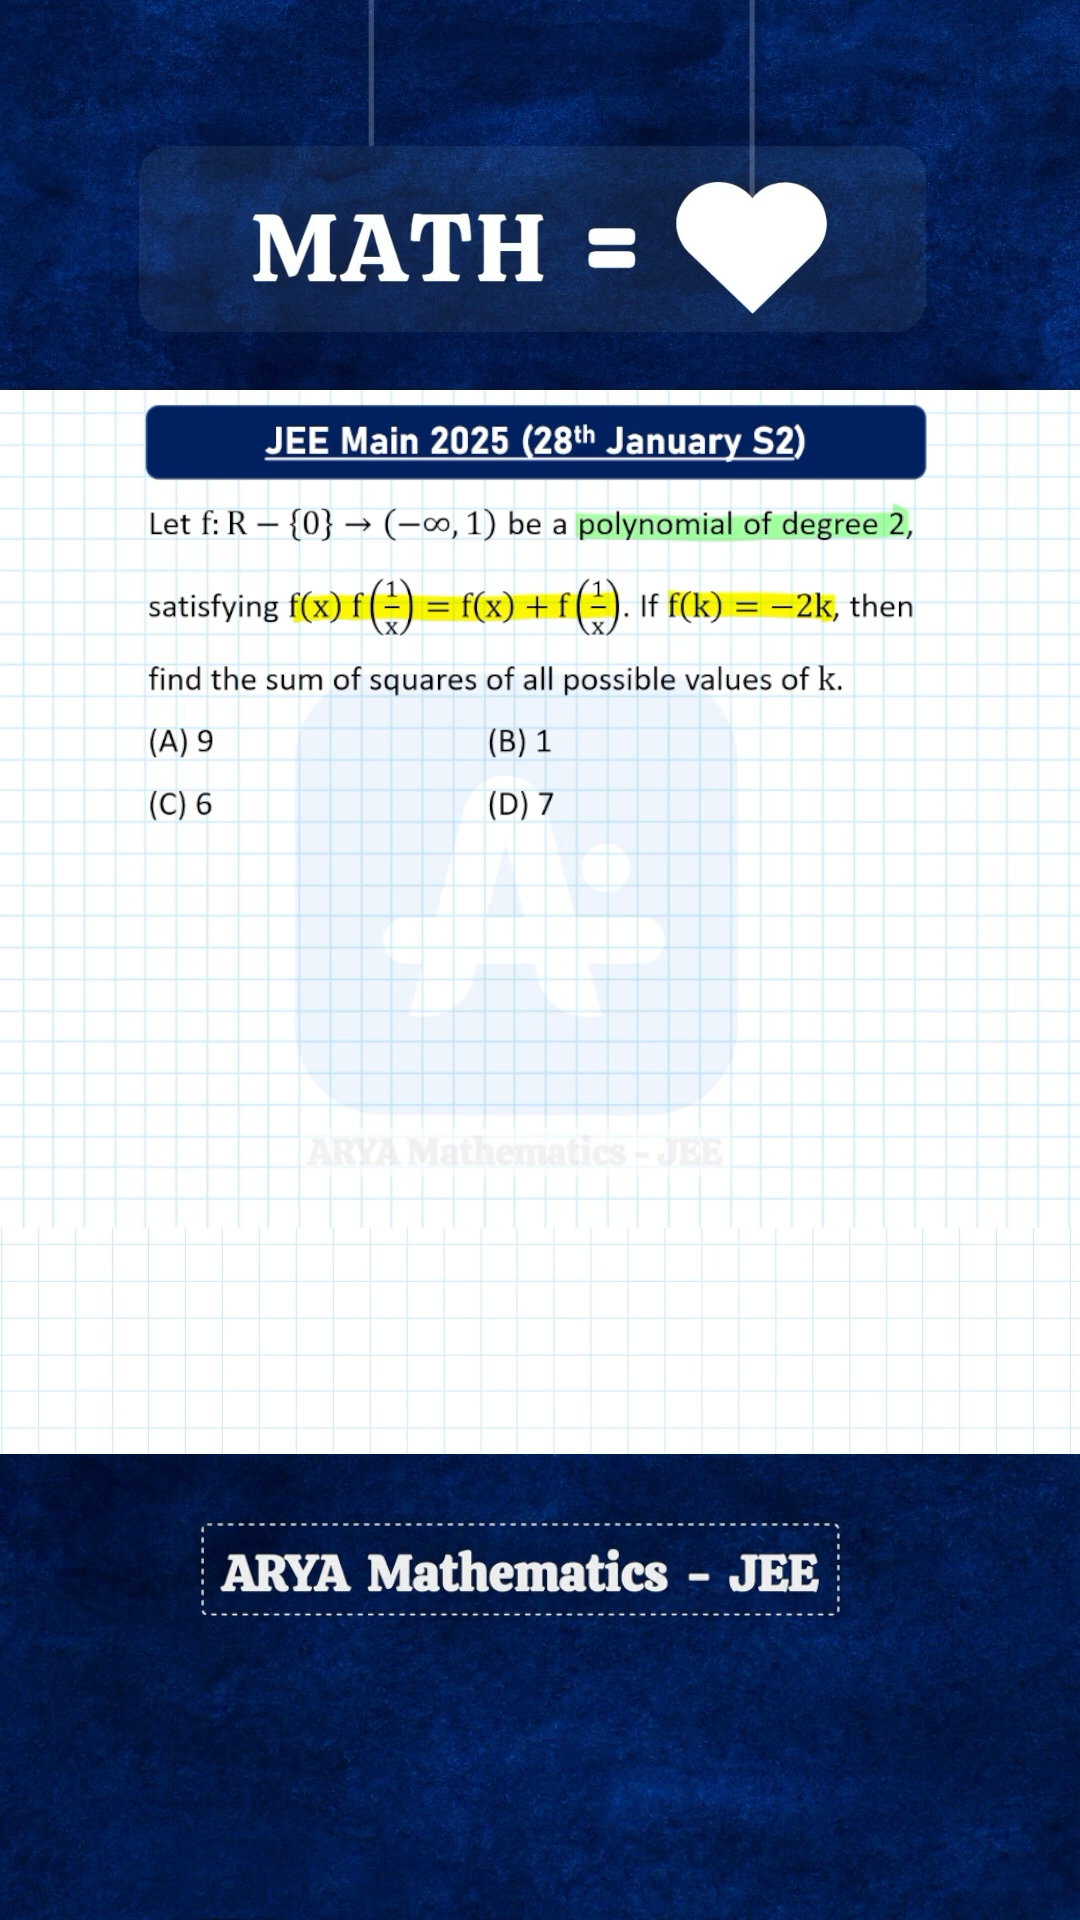 MATH =
JEE Main 2025 (28th January S2)
Let f: R − {0} → (−∞, 1) be a polynomial of degree 2,
satisfying f(x) f(1/x) = f(x) + f(1/x). If f(k) = −2k, then
find the sum of squares of all possible values of k.
(A) 9 (B) 1
(C) 6 (D) 7
ARYA Mathematics - JEE
ARYA Mathematics - JEE